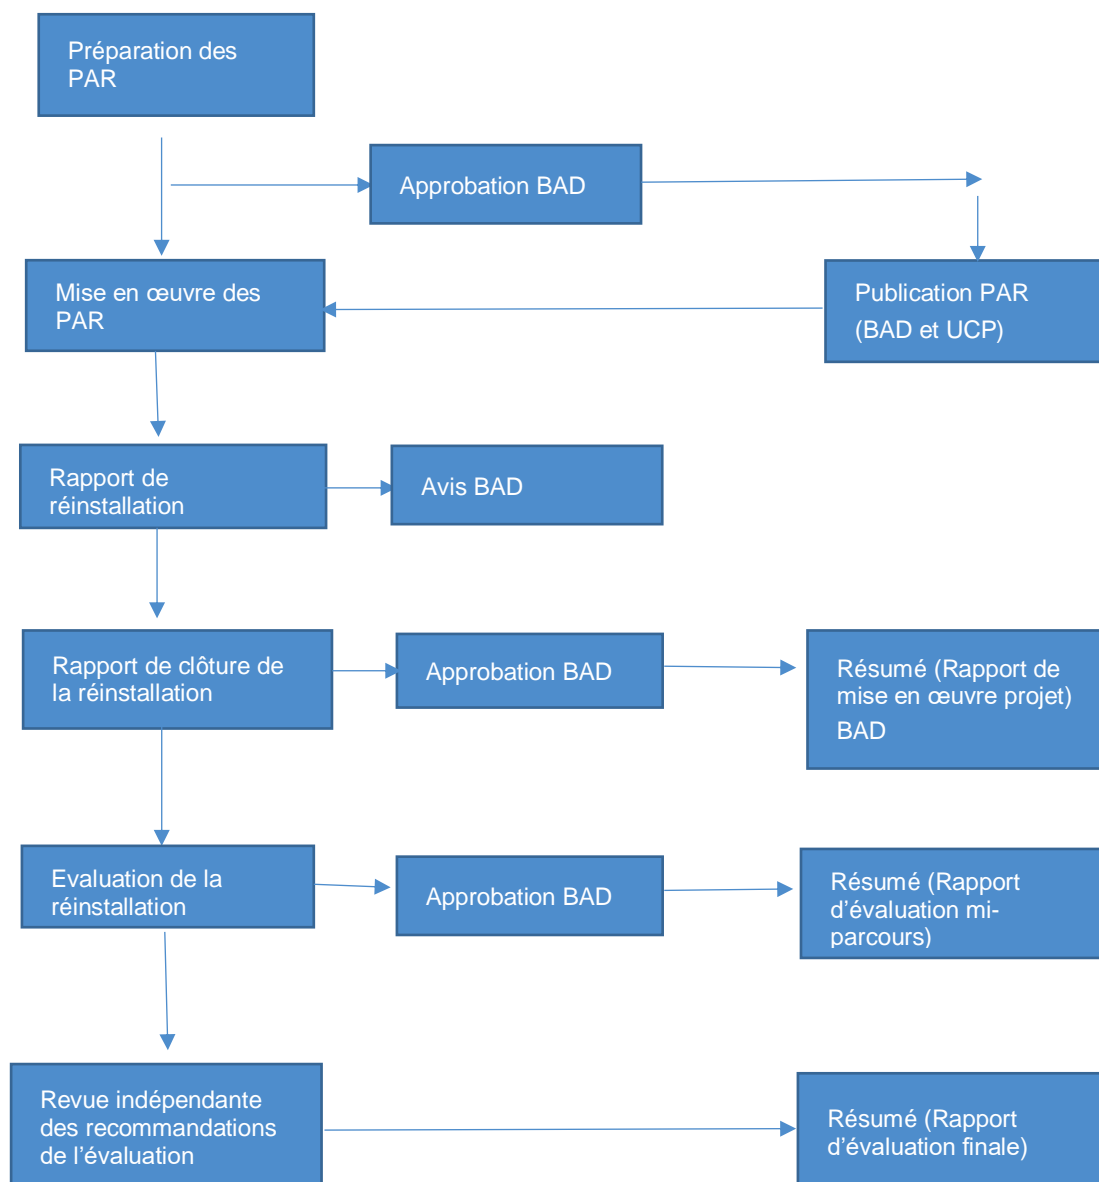 Préparation des
PAR
Approbation BAD
Mise en œuvre des
PAR
Publication PAR
(BAD et UCP)
Rapport de
réinstallation
Avis BAD
Rapport de clôture de
la réinstallation
Approbation BAD
Résumé (Rapport de
mise en œuvre projet)
BAD
Evaluation de la
réinstallation
Approbation BAD
Résumé (Rapport
d’évaluation mi-
parcours)
Revue indépendante
des recommandations
de l’évaluation
Résumé (Rapport
d’évaluation finale)